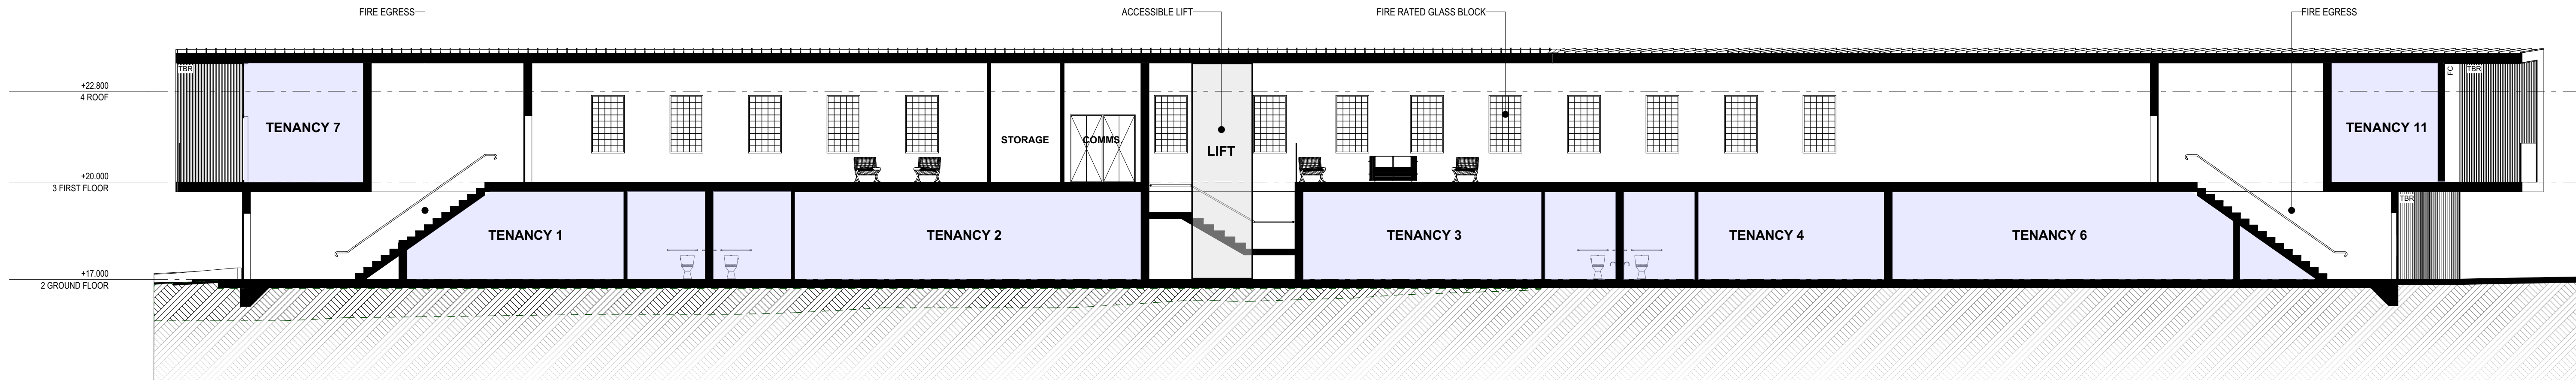 FIRE EGRESS
ACCESSIBLE LIFT
FIRE RATED GLASS BLOCK
FIRE EGRESS
TBR
FC
TBR
+22.800
4 ROOF
TENANCY 7
STORAGE
COMMS.
LIFT
TENANCY 11
+20.000
3 FIRST FLOOR
TBR
TENANCY 1
TENANCY 2
TENANCY 3
TENANCY 4
TENANCY 6
+17.000
2 GROUND FLOOR